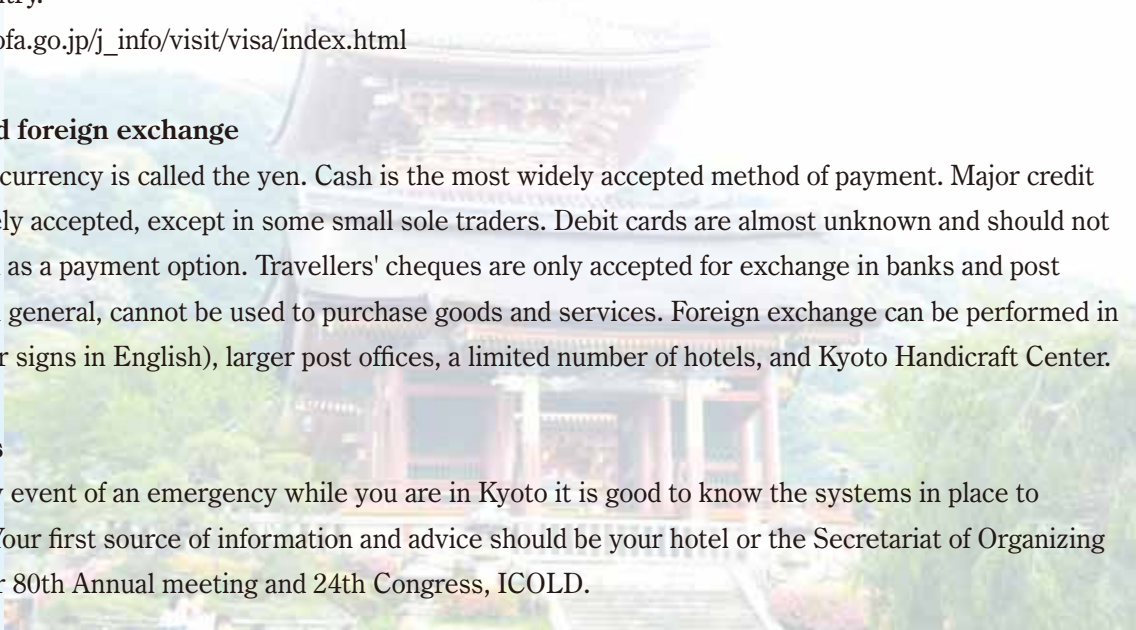 ofa.go.jp/j_info/visit/visa/index.html
d foreign exchange
currency is called the yen. Cash is the most widely accepted method of payment. Major credit
ly accepted, except in some small sole traders. Debit cards are almost unknown and should not
as a payment option. Travellers' cheques are only accepted for exchange in banks and post
general, cannot be used to purchase goods and services. Foreign exchange can be performed in
r signs in English), larger post offices, a limited number of hotels, and Kyoto Handicraft Center.
s
event of an emergency while you are in Kyoto it is good to know the systems in place to
Your first source of information and advice should be your hotel or the Secretariat of Organizing
r 80th Annual meeting and 24th Congress, ICOLD.